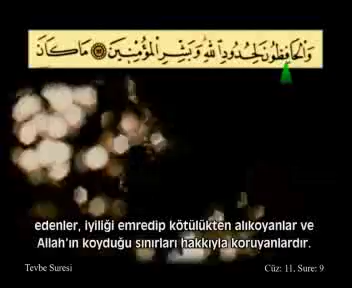 وَالْحَافِظُونَ لِحُدُودِ اللّٰهِ وَبَشِّرِ الْمُؤْمِنِينَ ﴿١١٢﴾ مَا كَانَ
edenler, iyiliği emredip kötülükten alıkoyanlar ve
Allah'ın koyduğu sınırları hakkıyla koruyanlardır.
Tevbe Suresi
Cüz: 11, Sure: 9